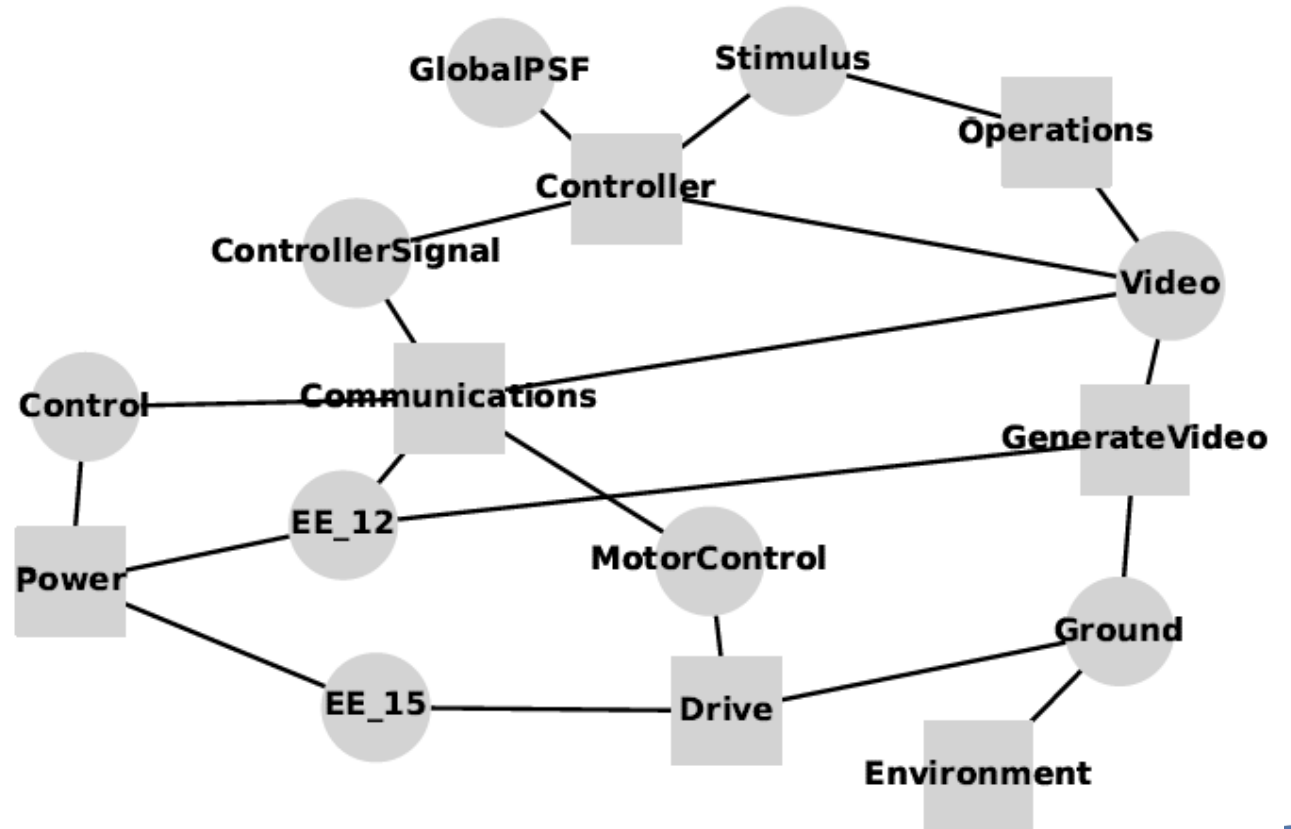 Stimulus
GlobalPSF
Operations
Controller
ControllerSignal
Video
Communications
Control
GenerateVideo
EE_12
MotorControl
Power
Ground
EE_15
Drive
Environment